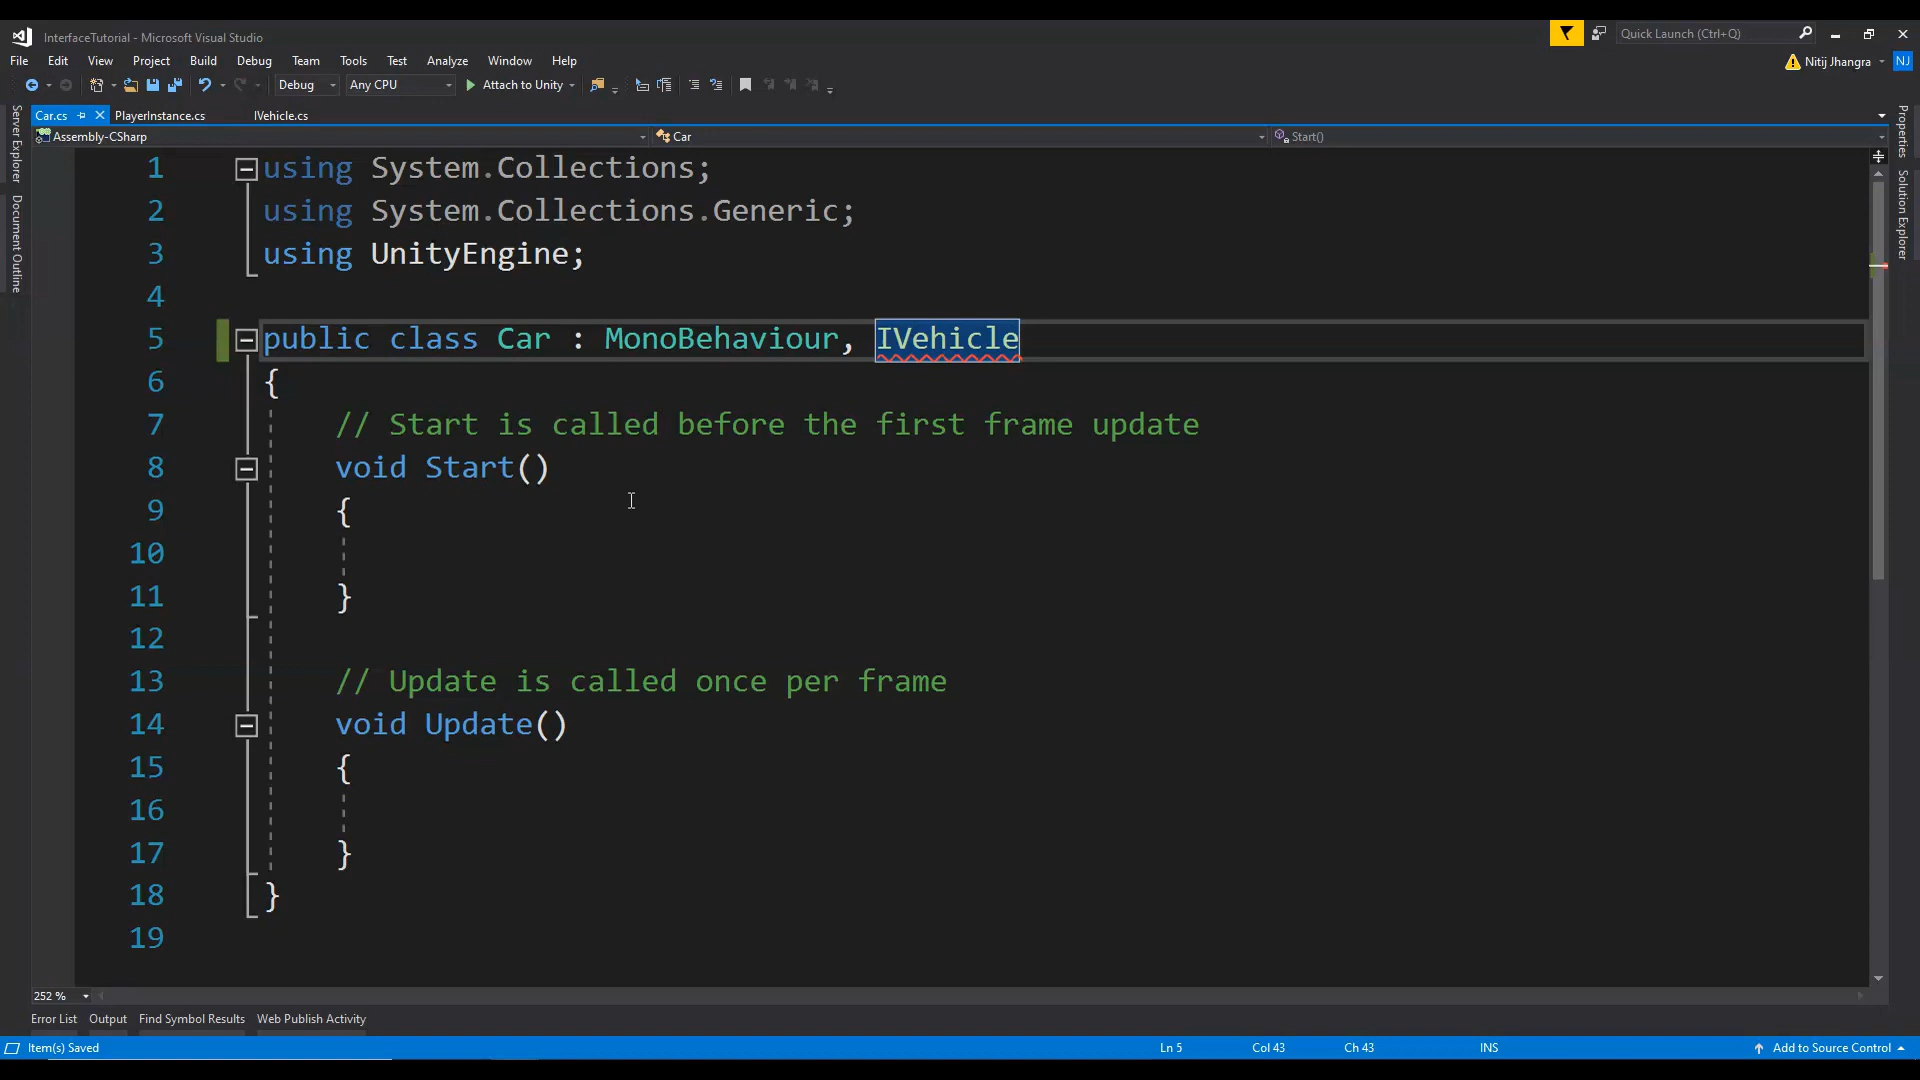 InterfaceTutorial - Microsoft Visual Studio
Quick Launch (Ctrl+Q)
File Edit View Project Build Debug Team Tools Test Analyze Window Help
Nitij Jhangra NJ
Debug Any CPU Attach to Unity
Car.cs PlayerInstance.cs IVehicle.cs
Assembly-CSharp Car Start()
Server Explorer
Document Outline
Properties
Solution Explorer
1 using System.Collections;
2 using System.Collections.Generic;
3 using UnityEngine;
4
5 public class Car : MonoBehaviour, IVehicle
6 {
7 // Start is called before the first frame update
8 void Start()
9 {
10
11 }
12
13 // Update is called once per frame
14 void Update()
15 {
16
17 }
18 }
19
252 %
Error List Output Find Symbol Results Web Publish Activity
Item(s) Saved Ln 5 Col 43 Ch 43 INS Add to Source Control